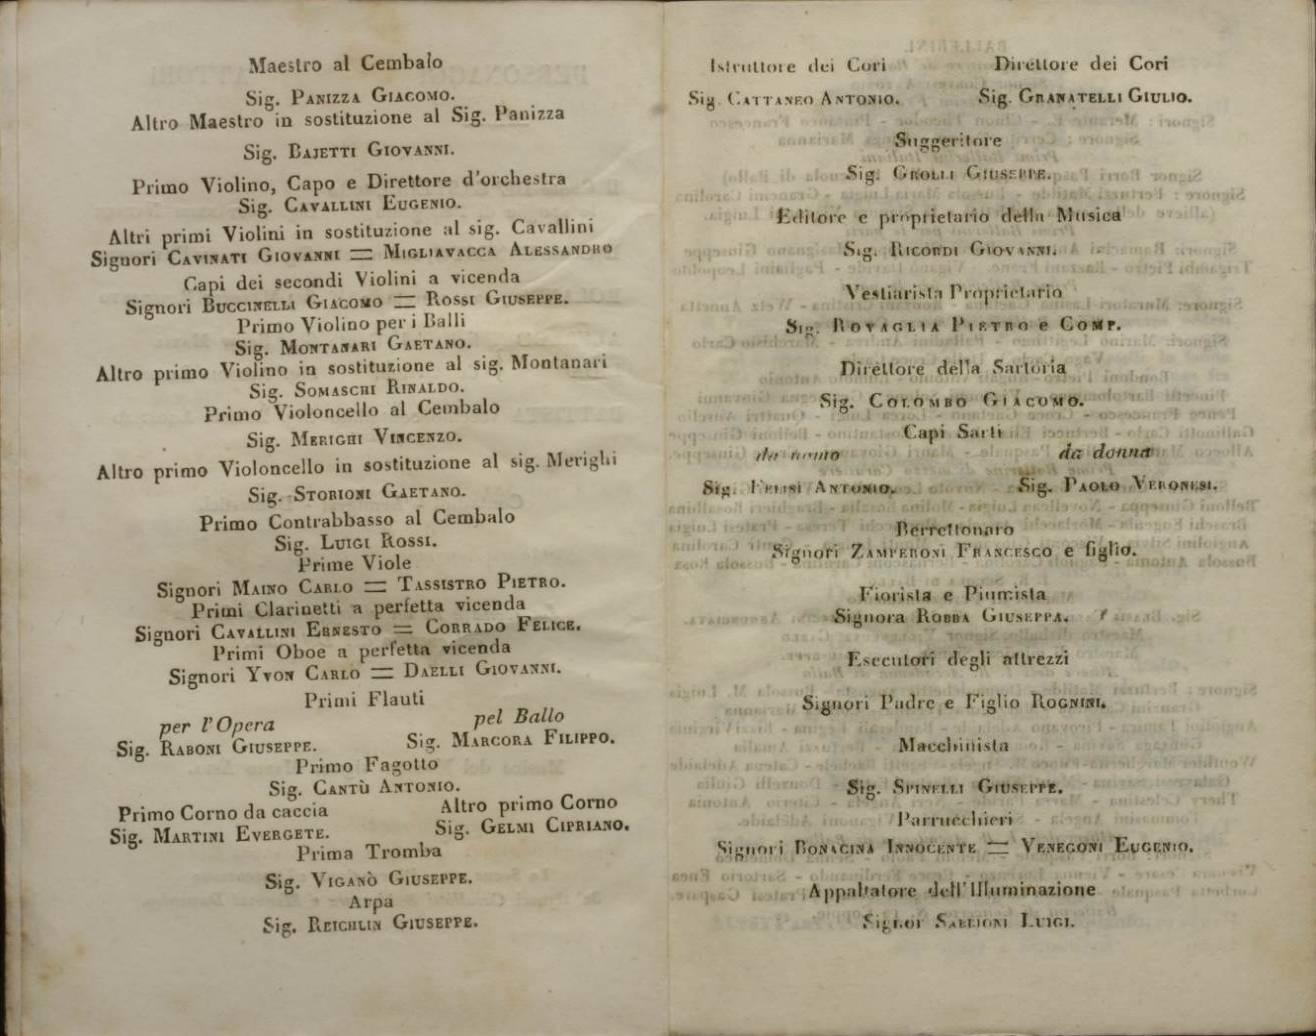 Maestro al Cembalo
Sig. PANIZZA GIACOMO.
Altro Maestro in sostituzione al Sig. Panizza
Sig. BAJETTI GIOVANNI.
Primo Violino, Capo e Direttore d'orchestra
Sig. CAVALLINI EUGENIO.
Altri primi Violini in sostituzione al sig. Cavallini
Signori CAVINATI GIOVANNI = MIGLIAVACCA ALESSANDRO
Capi dei secondi Violini a vicenda
Signori BUCCINELLI GIACOMO = ROSSI GIUSEPPE.
Primo Violino per i Balli
Sig. MONTANARI GAETANO.
Altro primo Violino in sostituzione al sig. Montanari
Sig. SOMASCHI RINALDO.
Primo Violoncello al Cembalo
Sig. MERIGHI VINCENZO.
Altro primo Violoncello in sostituzione al sig. Merighi
Sig. STORIONI GAETANO.
Primo Contrabbasso al Cembalo
Sig. LUIGI ROSSI.
Prime Viole
Signori MAINO CARLO = TASSISTRO PIETRO.
Primi Clarinetti a perfetta vicenda
Signori CAVALLINI ERNESTO = CORRADO FELICE.
Primi Oboe a perfetta vicenda
Signori YVON CARLO = DAELLI GIOVANNI.
Primi Flauti
per l'Opera pel Ballo
Sig. RABONI GIUSEPPE. Sig. MARCORA FILIPPO.
Primo Fagotto
Sig. CANTÙ ANTONIO.
Primo Corno da caccia Altro primo Corno
Sig. MARTINI EVERGETE. Sig. GELMI CIPRIANO.
Prima Tromba
Sig. VIGANÒ GIUSEPPE.
Arpa
Sig. REICHLIN GIUSEPPE.
Istruttore dei Cori Direttore dei Cori
Sig. CATTANEO ANTONIO. Sig. GRANATELLI GIULIO.
Suggeritore
Sig. GROLLI GIUSEPPE.
Editore e proprietario della Musica
Sig. RICORDI GIOVANNI.
Vestiarista Proprietario
Sig. ROVAGLIA PIETRO e COMP.
Direttore della Sartoria
Sig. COLOMBO GIACOMO.
Capi Sarti
da uomo da donna
Sig. FELISI ANTONIO. Sig. PAOLO VERONESI.
Berrettonaro
Signori ZAMPERONI FRANCESCO e figlio.
Fiorista e Piumista
Signora ROBBA GIUSEPPA.
Esecutori degli attrezzi
Signori Padre e Figlio ROGNINI.
Macchinista
Sig. SPINELLI GIUSEPPE.
Parrucchieri
Signori BONACINA INNOCENTE = VENEGONI EUGENIO.
Appaltatore dell'Illuminazione
Signor SABLIONI LUIGI.